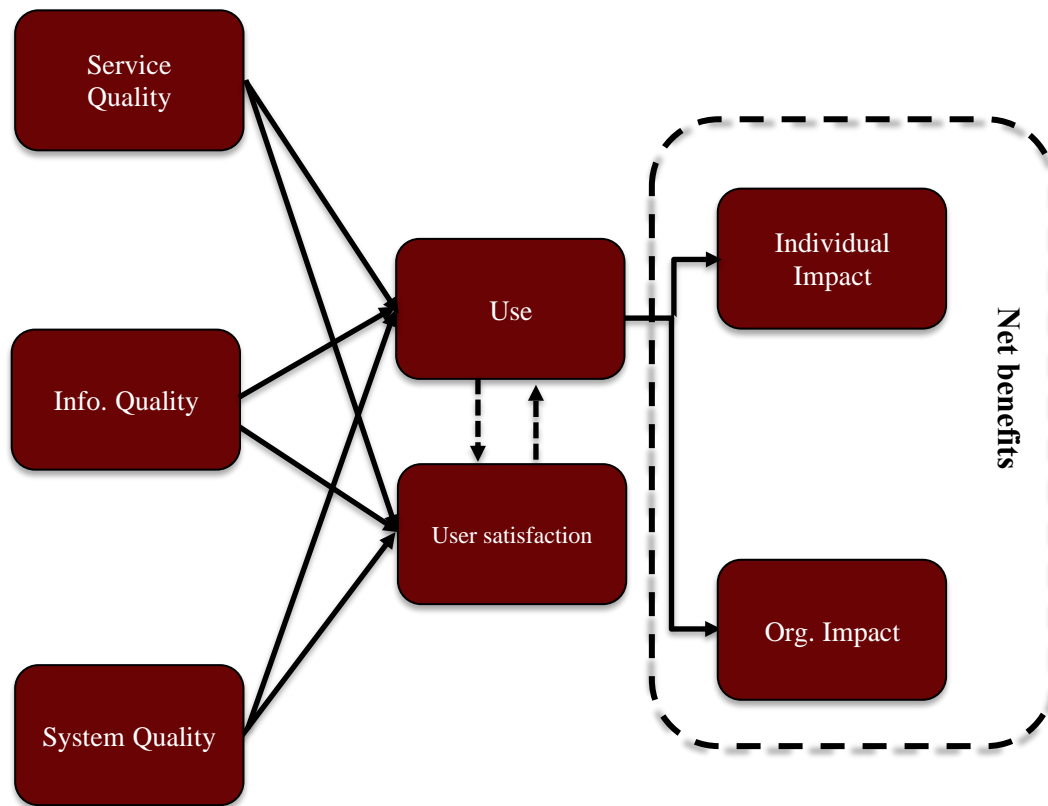 Service
Quality
Info. Quality
System Quality
Use
User satisfaction
Individual
Impact
Org. Impact
Net benefits